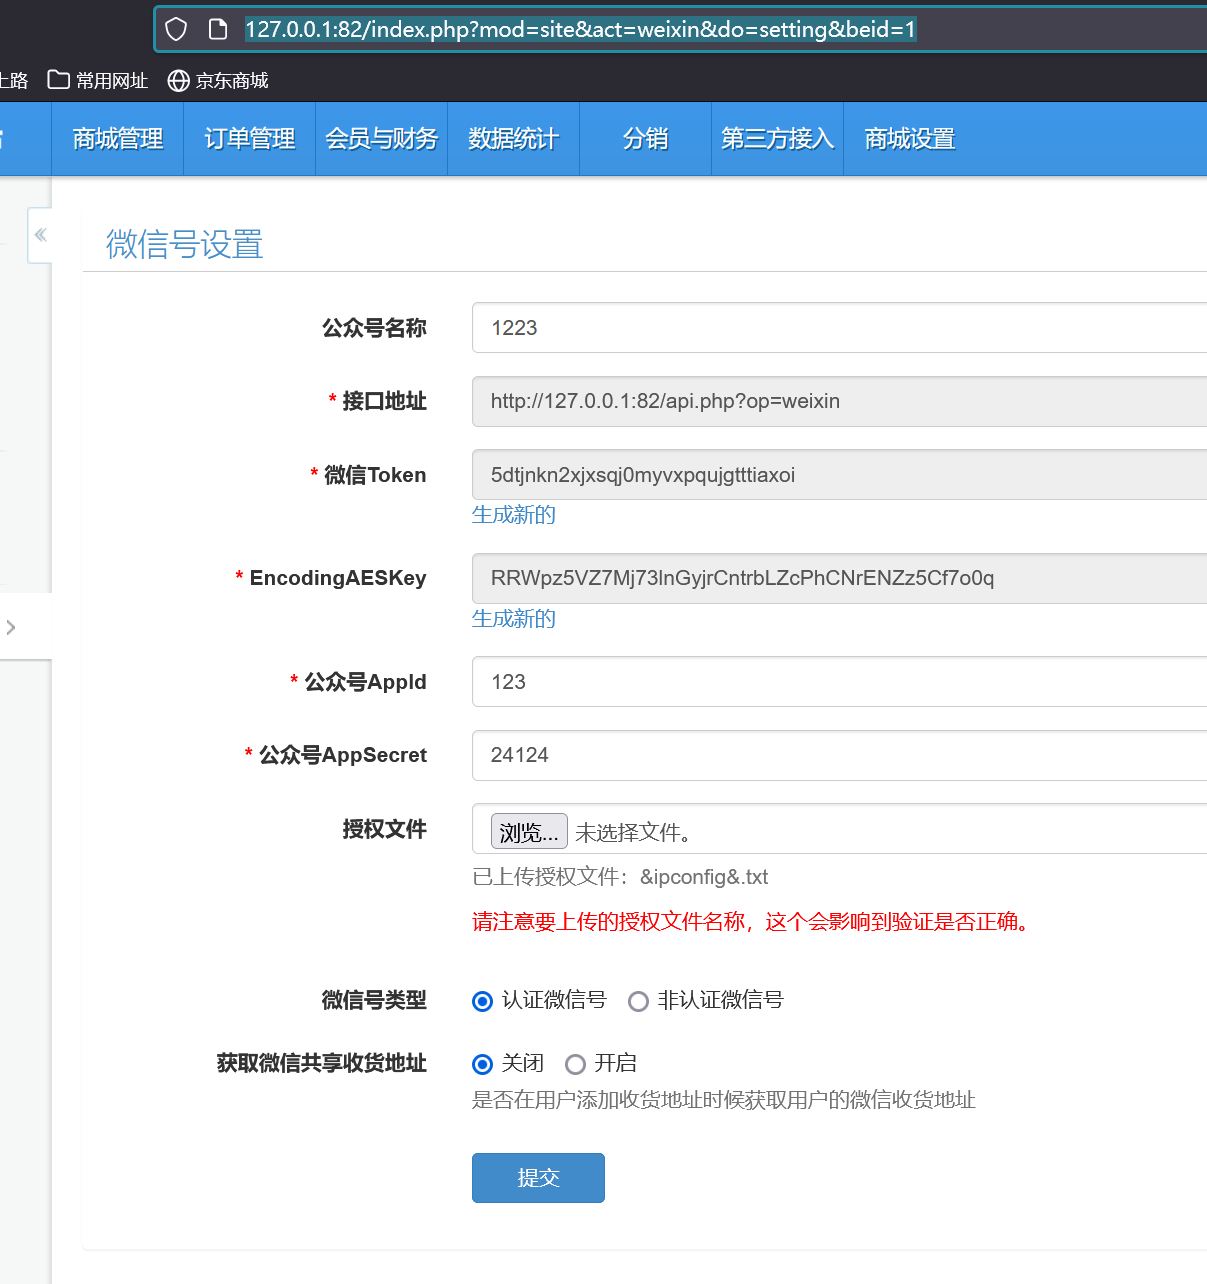 127.0.0.1:82/index.php?mod=site&act=weixin&do=setting&beid=1
上路 常用网址 京东商城
商城管理 订单管理 会员与财务 数据统计 分销 第三方接入 商城设置
微信号设置
公众号名称 1223
* 接口地址 http://127.0.0.1:82/api.php?op=weixin
* 微信Token 5dtjnkn2xjxsqj0myvxpqujgtttiaxoi
生成新的
* EncodingAESKey RRWpz5VZ7Mj73lnGyjrCntrbLZcPhCNrENZz5Cf7o0q
生成新的
* 公众号AppId 123
* 公众号AppSecret 24124
授权文件 浏览... 未选择文件。
已上传授权文件：&ipconfig&.txt
请注意要上传的授权文件名称，这个会影响到验证是否正确。
微信号类型 认证微信号 非认证微信号
获取微信共享收货地址 关闭 开启
是否在用户添加收货地址时候获取用户的微信收货地址
提交